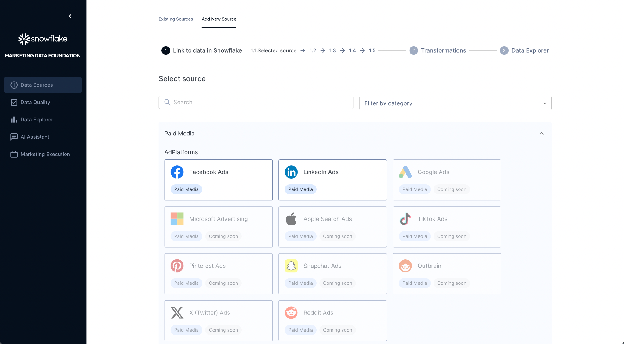 Existing Sources Add New Source
snowflake
MARKETING DATA FOUNDATION
1 Link to data in Snowflake 1.1 Selected source → 1.2 → 1.3 → 1.4 → 1.5 Transformations Data Explorer
Select source
Data Sources
Data Quality
Data Explorer
AI Assistant
Marketing Execution
Search
Filter by category
Paid Media
AdPlatforms
Facebook Ads LinkedIn Ads Google Ads
Paid Media Paid Media Paid Media Coming soon
Microsoft Advertising Apple Search Ads TikTok Ads
Paid Media Coming soon Paid Media Coming soon Paid Media Coming soon
Pinterest Ads Snapchat Ads Outbrain
Paid Media Coming soon Paid Media Coming soon Paid Media Coming soon
X (Twitter) Ads Reddit Ads
Paid Media Coming soon Paid Media Coming soon